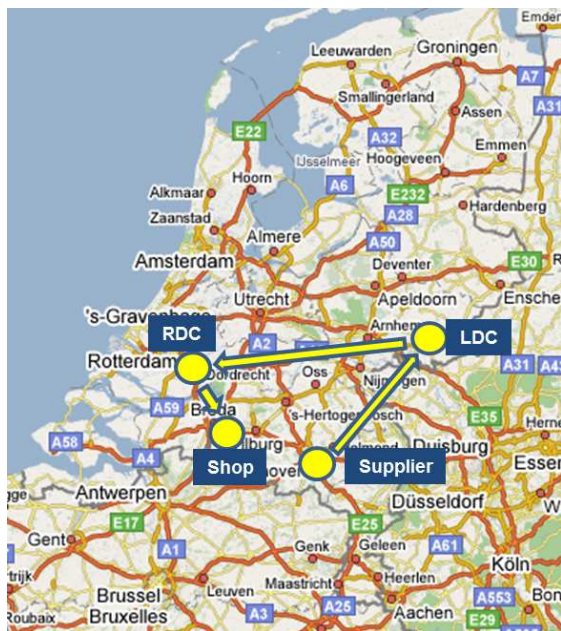 Emden
Groningen
Leeuwarden
A7
Smallingerland
A31
Assen
E22
A32
Emmen
IJsselmeer
Hoogeveen
Hoorn
A6
Alkmaar
E232
Hardenberg
Zaanstad
A28
Almere
A50
E30
Amsterdam
Deventer
Apeldoorn
Ensche
's-Gravenhage
Utrecht
RDC
A2
Arnhem
LDC
Rotterdam
Dordrecht
A31
Oss
Nijmegen
A59
Breda
's-Hertogenbosch
E35
A58
Herne
A4
Shop
Supplier
Duisburg
Essen
Antwerpen
Düsseldorf
E17
E25
Gent
A1
Genk
Geleen
A61
Köln
Maastricht
Heerlen
Brussel
Leuven
Aachen
A553
Roubaix
Bruxelles
A3
A25
E29